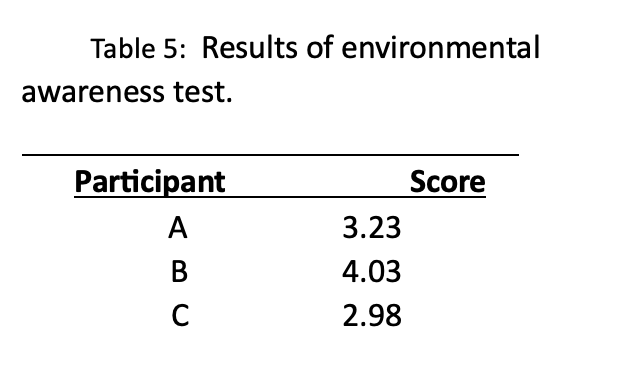 Table 5: Results of environmental
awareness test.
Participant Score
A 3.23
B 4.03
C 2.98